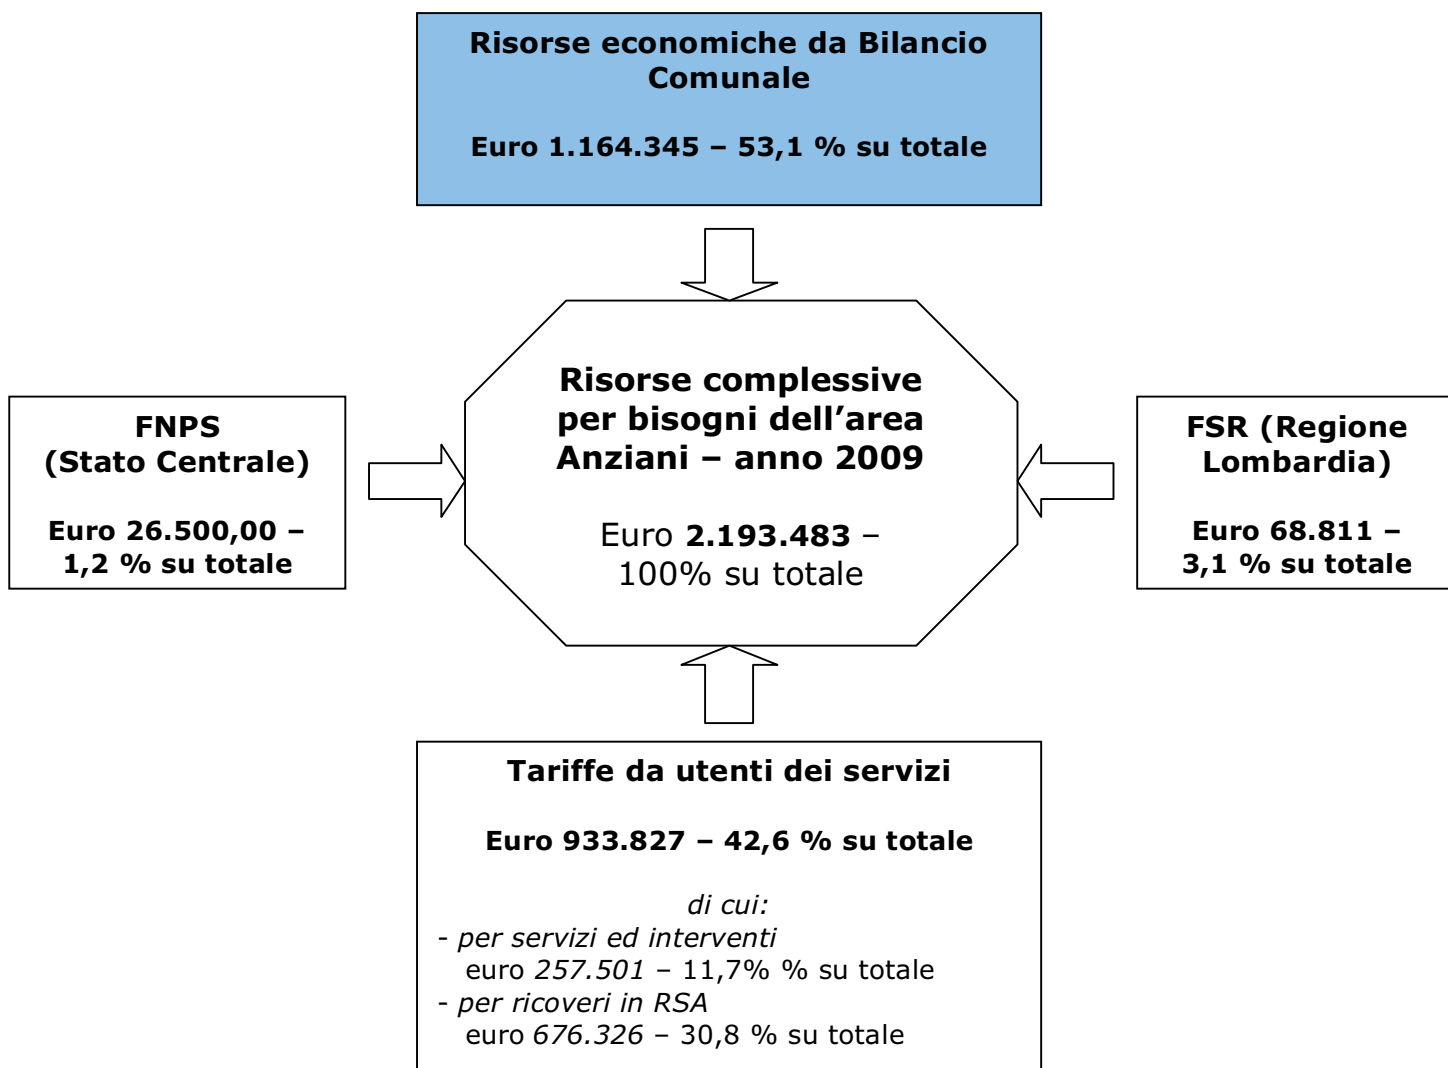 Risorse economiche da Bilancio
Comunale
Euro 1.164.345 – 53,1 % su totale
FNPS
(Stato Centrale)
Euro 26.500,00 –
1,2 % su totale
Risorse complessive
per bisogni dell’area
Anziani – anno 2009
Euro 2.193.483 –
100% su totale
FSR (Regione
Lombardia)
Euro 68.811 –
3,1 % su totale
Tariffe da utenti dei servizi
Euro 933.827 – 42,6 % su totale
di cui:
- per servizi ed interventi
euro 257.501 – 11,7% % su totale
- per ricoveri in RSA
euro 676.326 – 30,8 % su totale